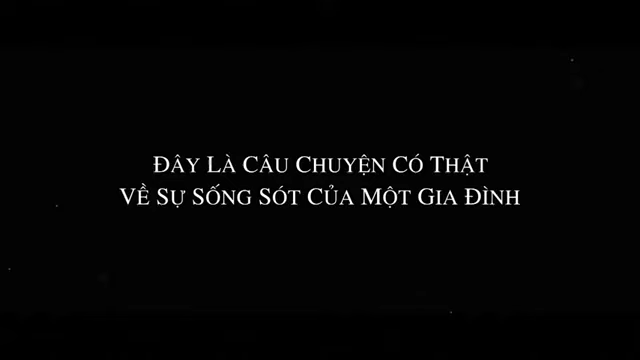 ĐÂY LÀ CÂU CHUYỆN CÓ THẬT
VỀ SỰ SỐNG SÓT CỦA MỘT GIA ĐÌNH